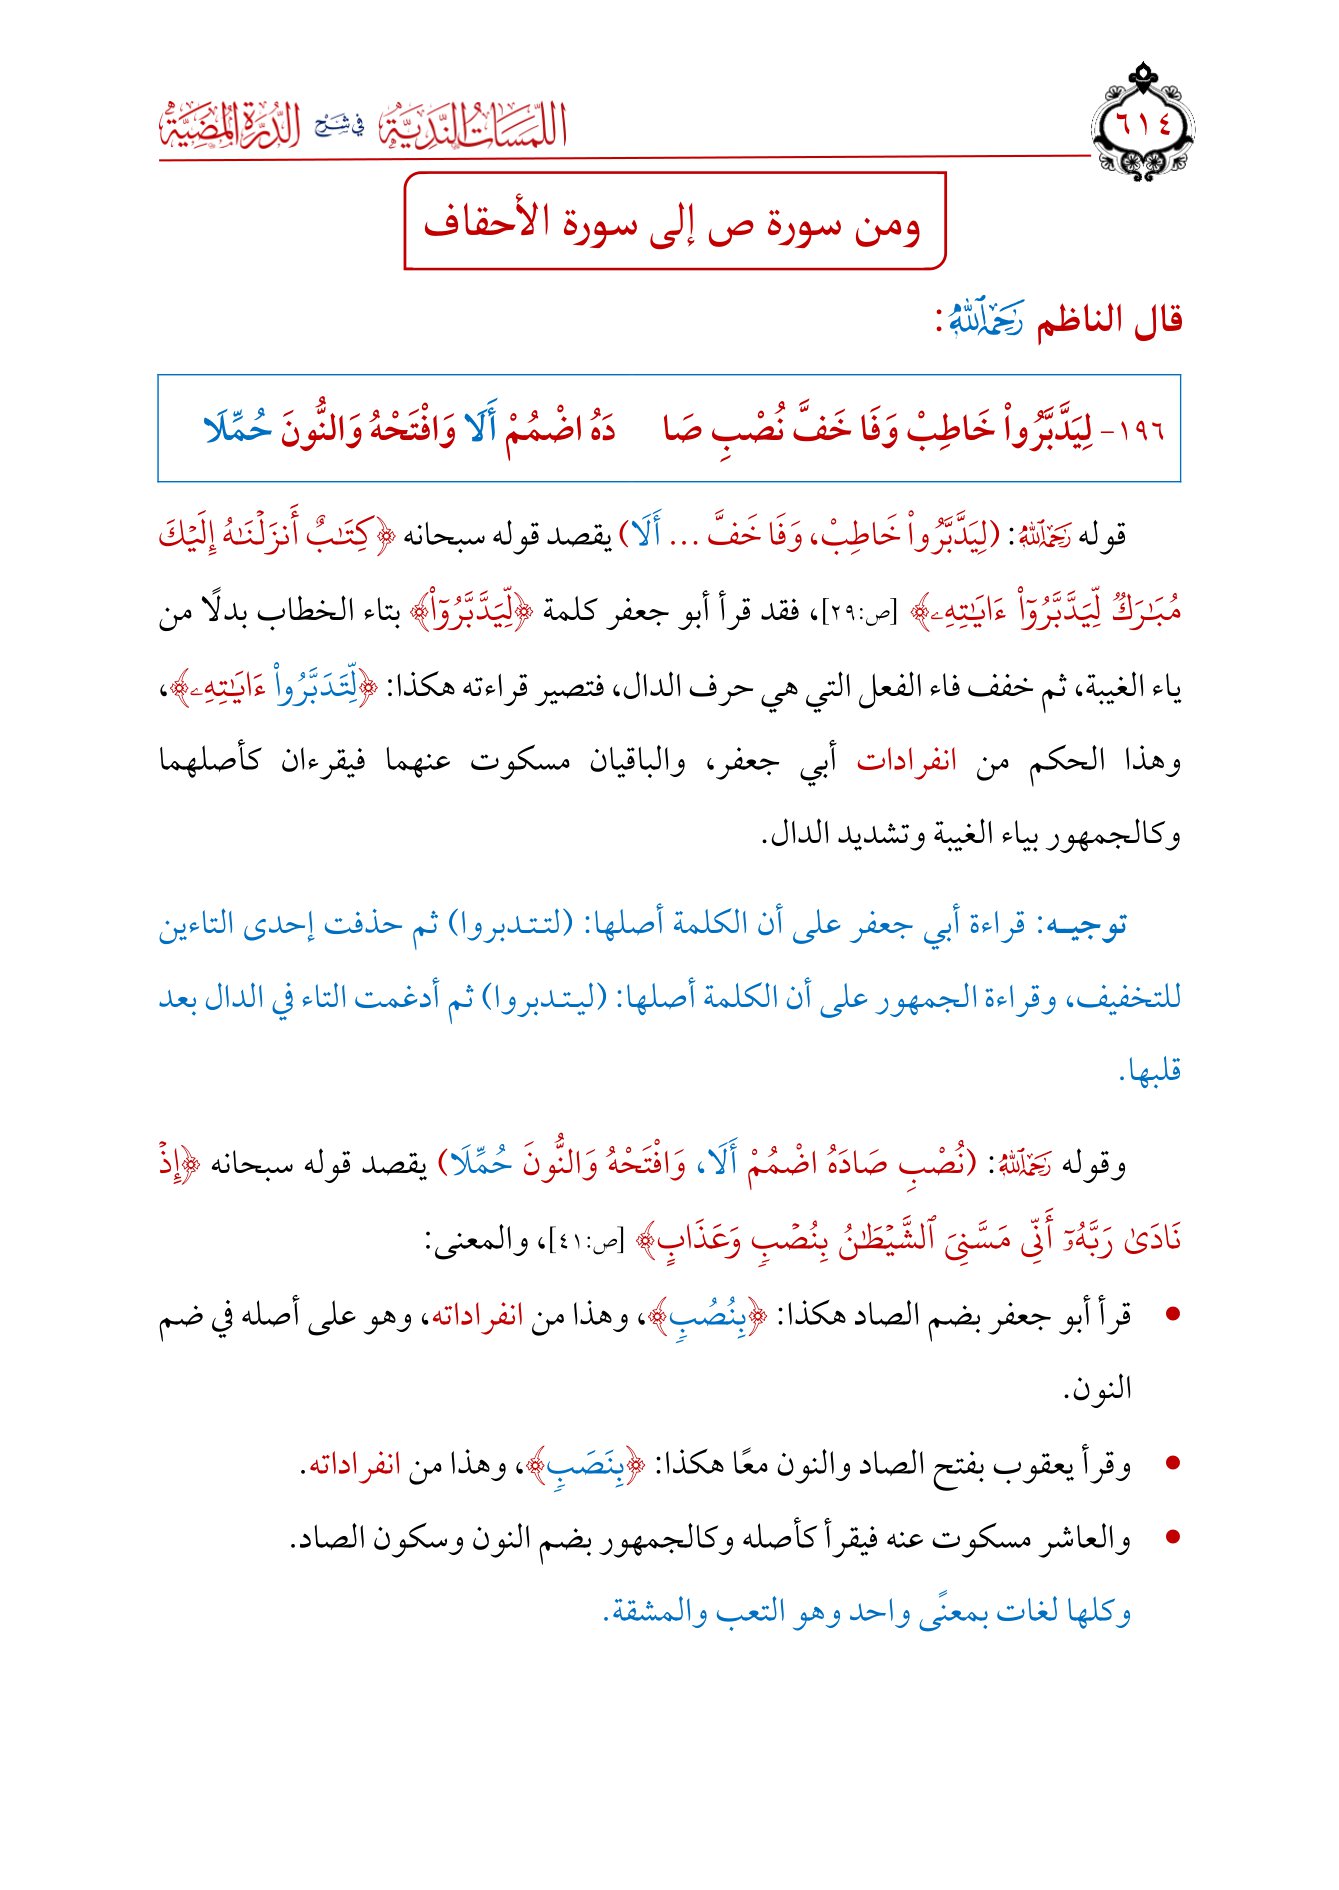 اللمسات الندية في شرح الدرة المضية
٦١٤
ومن سورة ص إلى سورة الأحقاف
قال الناظم رَحِمَهُ ٱللَّهُ:
١٩٦- لِيَدَّبَّرُواْ خَاطِبْ وَفَا خَفَّ نُصْبِ صَا دَهُ اضْمُمْ أَلَا وَافْتَحْهُ وَالنُّونَ حُمِّلَا
قوله رَحِمَهُ ٱللَّهُ: (لِيَدَّبَّرُواْ خَاطِبْ، وَفَا خَفَّ ... أَلَا) يقصد قوله سبحانه ﴿كِتَٰبٌ أَنزَلۡنَٰهُ إِلَيۡكَ
مُبَٰرَكٞ لِّيَدَّبَّرُوٓاْ ءَايَٰتِهِۦ﴾ [ص:٢٩]، فقد قرأ أبو جعفر كلمة ﴿لِّيَدَّبَّرُوٓاْ﴾ بتاء الخطاب بدلًا من
ياء الغيبة، ثم خفف فاء الفعل التي هي حرف الدال، فتصير قراءته هكذا: ﴿لِّتَدَبَّرُواْ ءَايَٰتِهِۦ﴾،
وهذا الحكم من انفرادات أبي جعفر، والباقيان مسكوت عنهما فيقرءان كأصلهما
وكالجمهور بياء الغيبة وتشديد الدال.
توجيـه: قراءة أبي جعفر على أن الكلمة أصلها: (لتـتـدبروا) ثم حذفت إحدى التاءين
للتخفيف، وقراءة الجمهور على أن الكلمة أصلها: (ليـتـدبروا) ثم أدغمت التاء في الدال بعد
قلبها.
وقوله رَحِمَهُ ٱللَّهُ: (نُصْبِ صَادَهُ اضْمُمْ أَلَا، وَافْتَحْهُ وَالنُّونَ حُمِّلَا) يقصد قوله سبحانه ﴿إِذۡ
نَادَىٰ رَبَّهُۥٓ أَنِّي مَسَّنِيَ ٱلشَّيۡطَٰنُ بِنُصۡبٖ وَعَذَابٍ﴾ [ص:٤١]، والمعنى:
• قرأ أبو جعفر بضم الصاد هكذا: ﴿بِنُصُبٖ﴾، وهذا من انفراداته، وهو على أصله في ضم
النون.
• وقرأ يعقوب بفتح الصاد والنون معًا هكذا: ﴿بِنَصَبٖ﴾، وهذا من انفراداته.
• والعاشر مسكوت عنه فيقرأ كأصله وكالجمهور بضم النون وسكون الصاد.
وكلها لغات بمعنًى واحد وهو التعب والمشقة.